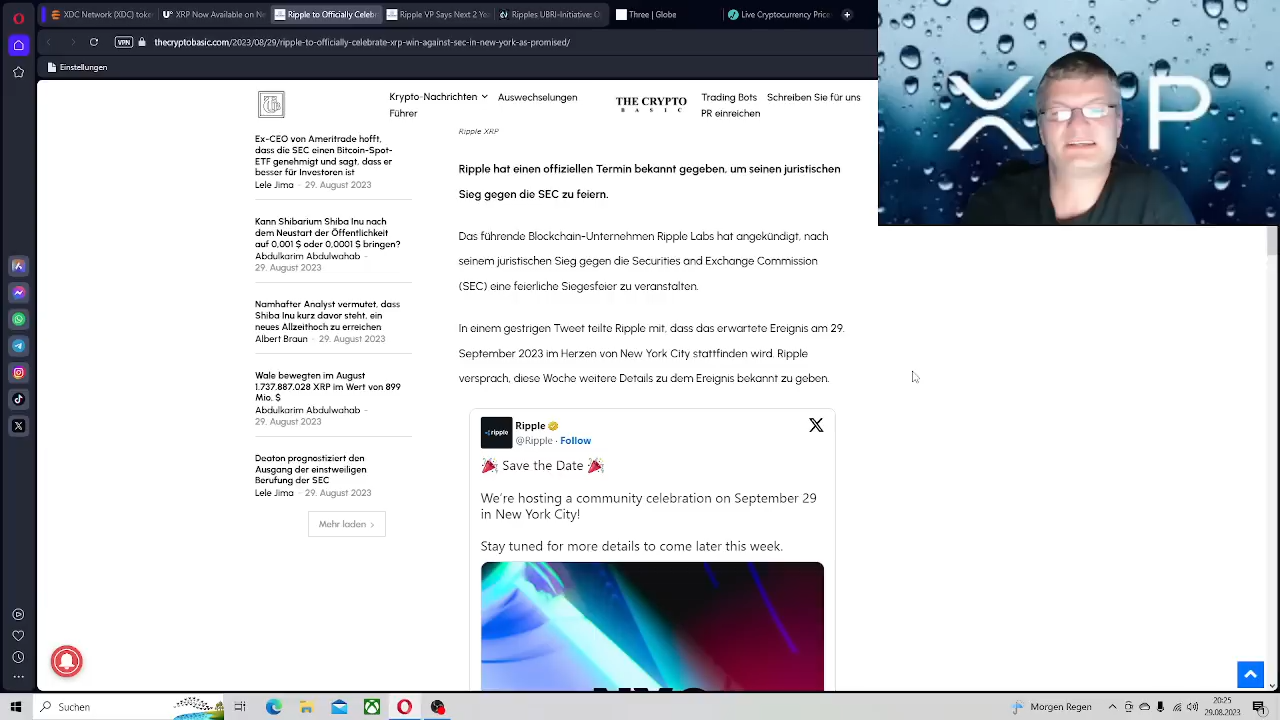 XDC Network (XDC) token
XRP Now Available on Ne
Ripple to Officially Celebr
Ripple VP Says Next 2 Year
Ripples UBRI-Initiative: Or
Three | Globe
Live Cryptocurrency Price
VPN
thecryptobasic.com/2023/08/29/ripple-to-officially-celebrate-xrp-win-against-sec-in-new-york-as-promised/
Einstellungen
Krypto-Nachrichten
Auswechselungen
Führer
THE CRYPTO
BASIC
Trading Bots
Schreiben Sie für uns
PR einreichen
Ex-CEO von Ameritrade hofft,
dass die SEC einen Bitcoin-Spot-
ETF genehmigt und sagt, dass er
besser für Investoren ist
Lele Jima - 29. August 2023
Kann Shibarium Shiba Inu nach
dem Neustart der Öffentlichkeit
auf 0,001 $ oder 0,0001 $ bringen?
Abdulkarim Abdulwahab -
29. August 2023
Namhafter Analyst vermutet, dass
Shiba Inu kurz davor steht, ein
neues Allzeithoch zu erreichen
Albert Braun - 29. August 2023
Wale bewegten im August
1.737.887.028 XRP im Wert von 899
Mio. $
Abdulkarim Abdulwahab -
29. August 2023
Deaton prognostiziert den
Ausgang der einstweiligen
Berufung der SEC
Lele Jima - 29. August 2023
Mehr laden >
Ripple XRP
Ripple hat einen offiziellen Termin bekannt gegeben, um seinen juristischen
Sieg gegen die SEC zu feiern.
Das führende Blockchain-Unternehmen Ripple Labs hat angekündigt, nach
seinem juristischen Sieg gegen die Securities and Exchange Commission
(SEC) eine feierliche Siegesfeier zu veranstalten.
In einem gestrigen Tweet teilte Ripple mit, dass das erwartete Ereignis am 29.
September 2023 im Herzen von New York City stattfinden wird. Ripple
versprach, diese Woche weitere Details zu dem Ereignis bekannt zu geben.
ripple
Ripple
@Ripple · Follow
Save the Date
We're hosting a community celebration on September 29
in New York City!
Stay tuned for more details to come later this week.
X P
Suchen
Morgen Regen
20:25
29.08.2023